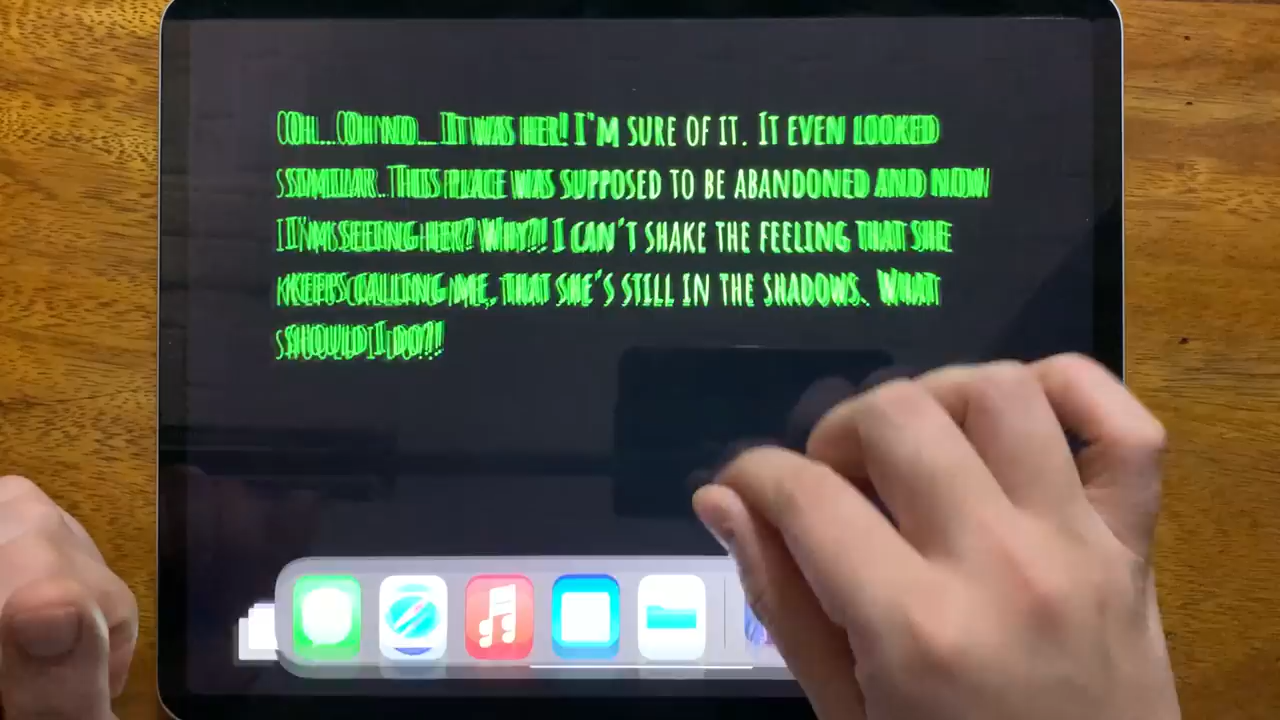 OH... OH NO... IT WAS HER! I'M SURE OF IT. IT EVEN LOOKED
SIMILAR. THIS PLACE WAS SUPPOSED TO BE ABANDONED AND NOW
I'M SEEING HER? WHY?! I CAN'T SHAKE THE FEELING THAT SHE
KEEPS CALLING ME, THAT SHE'S STILL IN THE SHADOWS. WHAT
SHOULD I DO?!